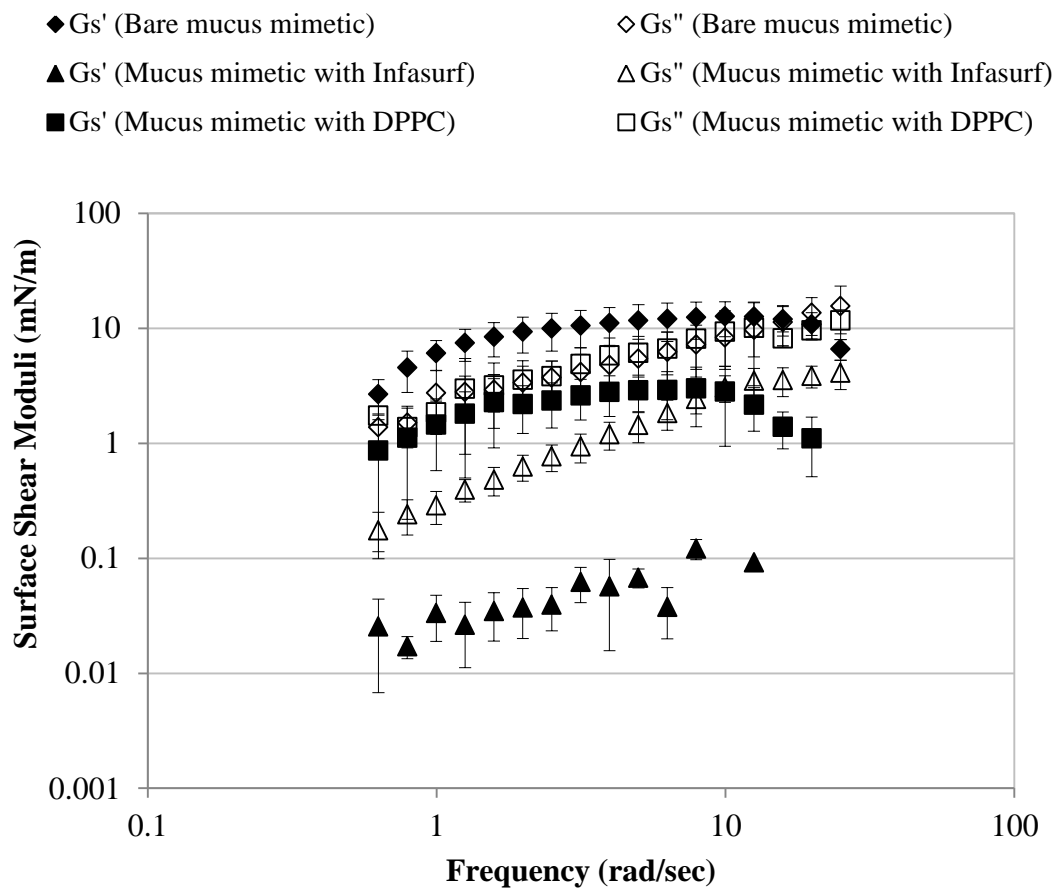 Gs' (Bare mucus mimetic)
Gs" (Bare mucus mimetic)
Gs' (Mucus mimetic with Infasurf)
Gs" (Mucus mimetic with Infasurf)
Gs' (Mucus mimetic with DPPC)
Gs" (Mucus mimetic with DPPC)
Surface Shear Moduli (mN/m)
100
10
1
0.1
0.01
0.001
0.1
1
10
100
Frequency (rad/sec)